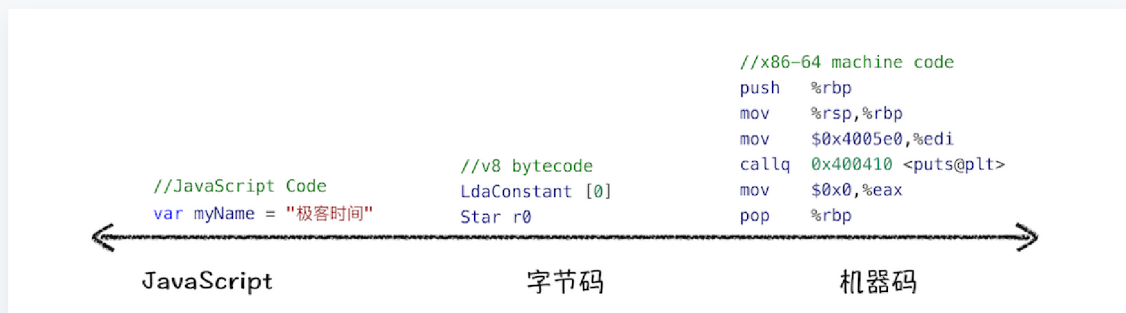 //JavaScript Code
var myName = "极客时间"
//v8 bytecode
LdaConstant [0]
Star r0
//x86-64 machine code
push %rbp
mov %rsp,%rbp
mov $0x4005e0,%edi
callq 0x400410 <puts@plt>
mov $0x0,%eax
pop %rbp
JavaScript
字节码
机器码